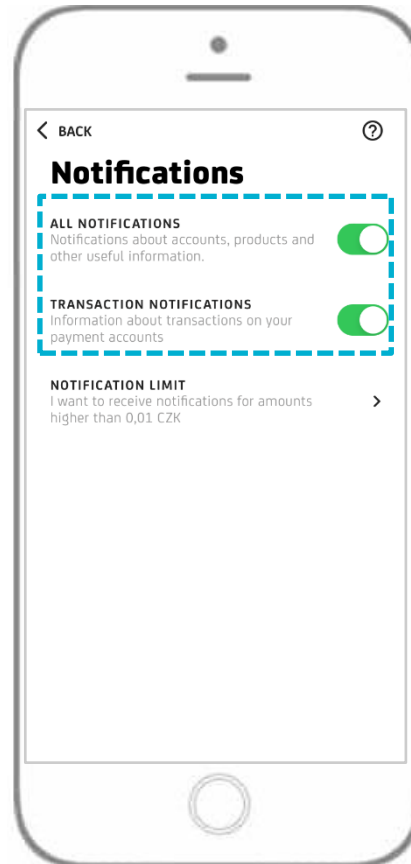 BACK
Notifications
ALL NOTIFICATIONS
Notifications about accounts, products and
other useful information.
TRANSACTION NOTIFICATIONS
Information about transactions on your
payment accounts
NOTIFICATION LIMIT
I want to receive notifications for amounts
higher than 0,01 CZK